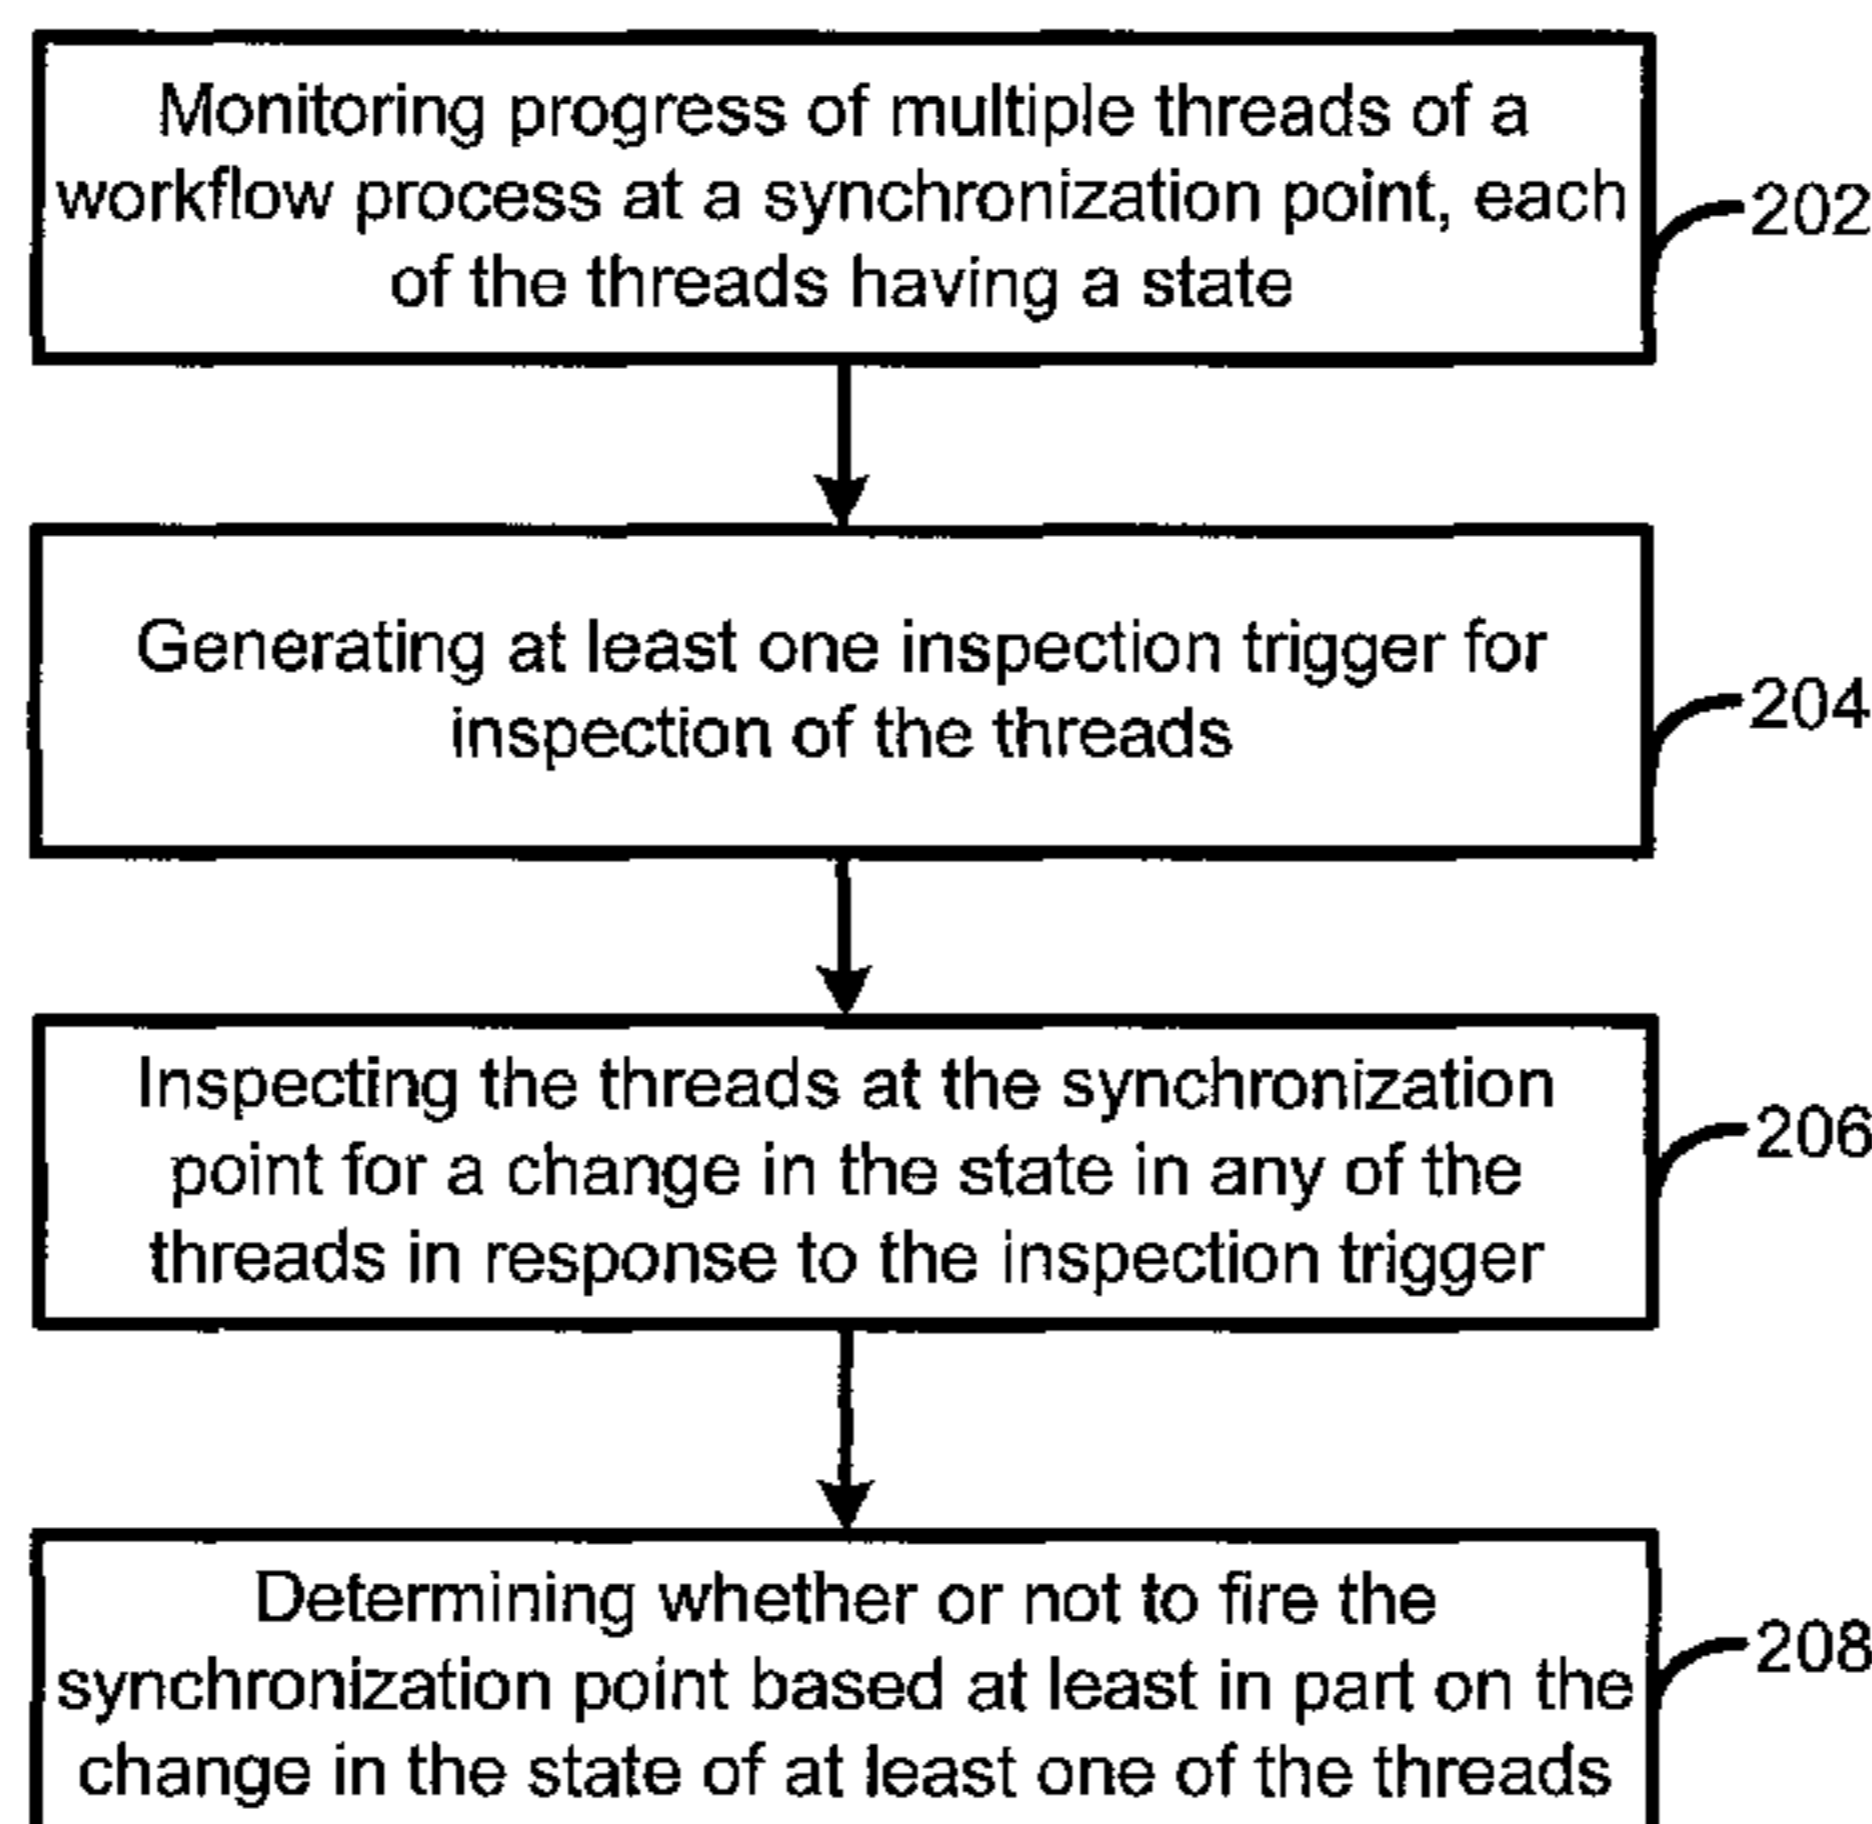 Monitoring progress of multiple threads of a
workflow process at a synchronization point, each
of the threads having a state
202
Generating at least one inspection trigger for
inspection of the threads
204
Inspecting the threads at the synchronization
point for a change in the state in any of the
threads in response to the inspection trigger
206
Determining whether or not to fire the
synchronization point based at least in part on the
change in the state of at least one of the threads
208